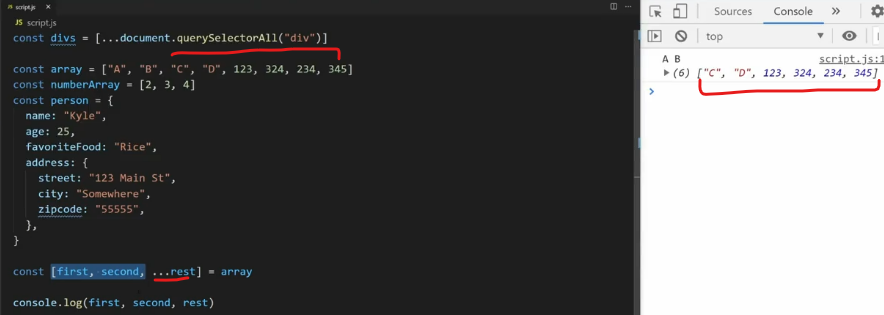 script.js ×
JS script.js
const divs = [...document.querySelectorAll("div")]
const array = ["A", "B", "C", "D", 123, 324, 234, 345]
const numberArray = [2, 3, 4]
const person = {
name: "Kyle",
age: 25,
favoriteFood: "Rice",
address: {
street: "123 Main St",
city: "Somewhere",
zipcode: "55555",
},
}
const [first, second, ...rest] = array
console.log(first, second, rest)
Sources Console »
top
A B script.js:1
(6) ["C", "D", 123, 324, 234, 345]